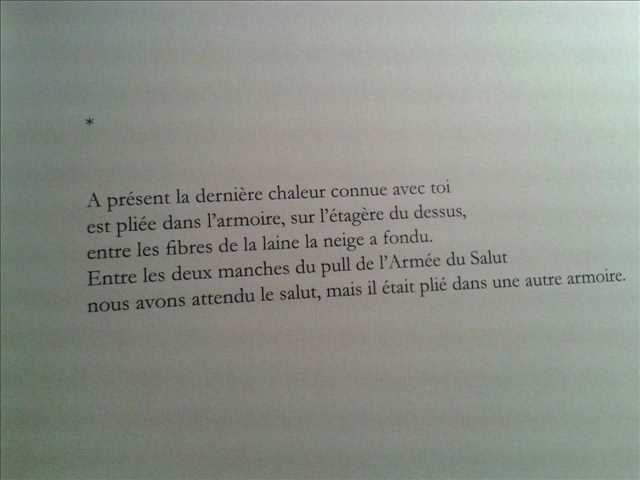 *
A présent la dernière chaleur connue avec toi
est pliée dans l'armoire, sur l'étagère du dessus,
entre les fibres de la laine la neige a fondu.
Entre les deux manches du pull de l'Armée du Salut
nous avons attendu le salut, mais il était plié dans une autre armoire.